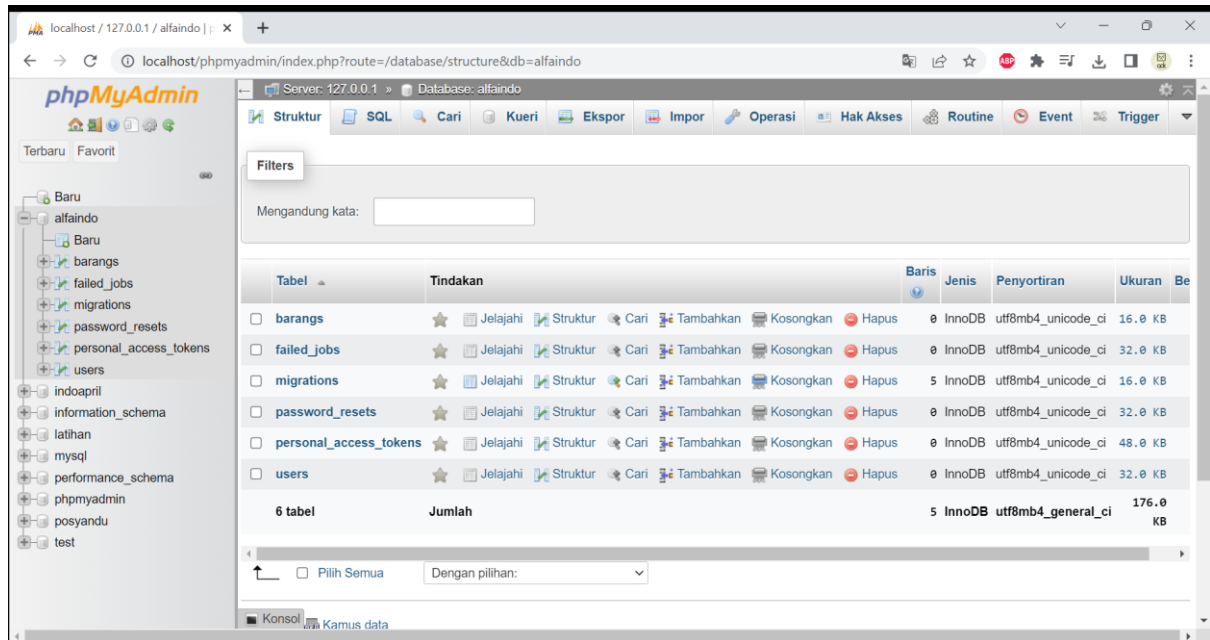 localhost / 127.0.0.1 / alfaindo | p
localhost/phpmyadmin/index.php?route=/database/structure&db=alfaindo
ABP
phpMyAdmin
Terbaru Favorit
Baru
alfaindo
Baru
barangs
failed_jobs
migrations
password_resets
personal_access_tokens
users
indoapril
information_schema
latihan
mysql
performance_schema
phpmyadmin
posyandu
test
Server: 127.0.0.1 » Database: alfaindo
Struktur SQL Cari Kueri Ekspor Impor Operasi Hak Akses Routine Event Trigger
Filters
Mengandung kata:
Tabel Tindakan Baris Jenis Penyortiran Ukuran Be
barangs Jelajahi Struktur Cari Tambahkan Kosongkan Hapus 0 InnoDB utf8mb4_unicode_ci 16.0 KB
failed_jobs Jelajahi Struktur Cari Tambahkan Kosongkan Hapus 0 InnoDB utf8mb4_unicode_ci 32.0 KB
migrations Jelajahi Struktur Cari Tambahkan Kosongkan Hapus 5 InnoDB utf8mb4_unicode_ci 16.0 KB
password_resets Jelajahi Struktur Cari Tambahkan Kosongkan Hapus 0 InnoDB utf8mb4_unicode_ci 32.0 KB
personal_access_tokens Jelajahi Struktur Cari Tambahkan Kosongkan Hapus 0 InnoDB utf8mb4_unicode_ci 48.0 KB
users Jelajahi Struktur Cari Tambahkan Kosongkan Hapus 0 InnoDB utf8mb4_unicode_ci 32.0 KB
6 tabel Jumlah 5 InnoDB utf8mb4_general_ci 176.0 KB
Pilih Semua Dengan pilihan:
Konsol Kamus data